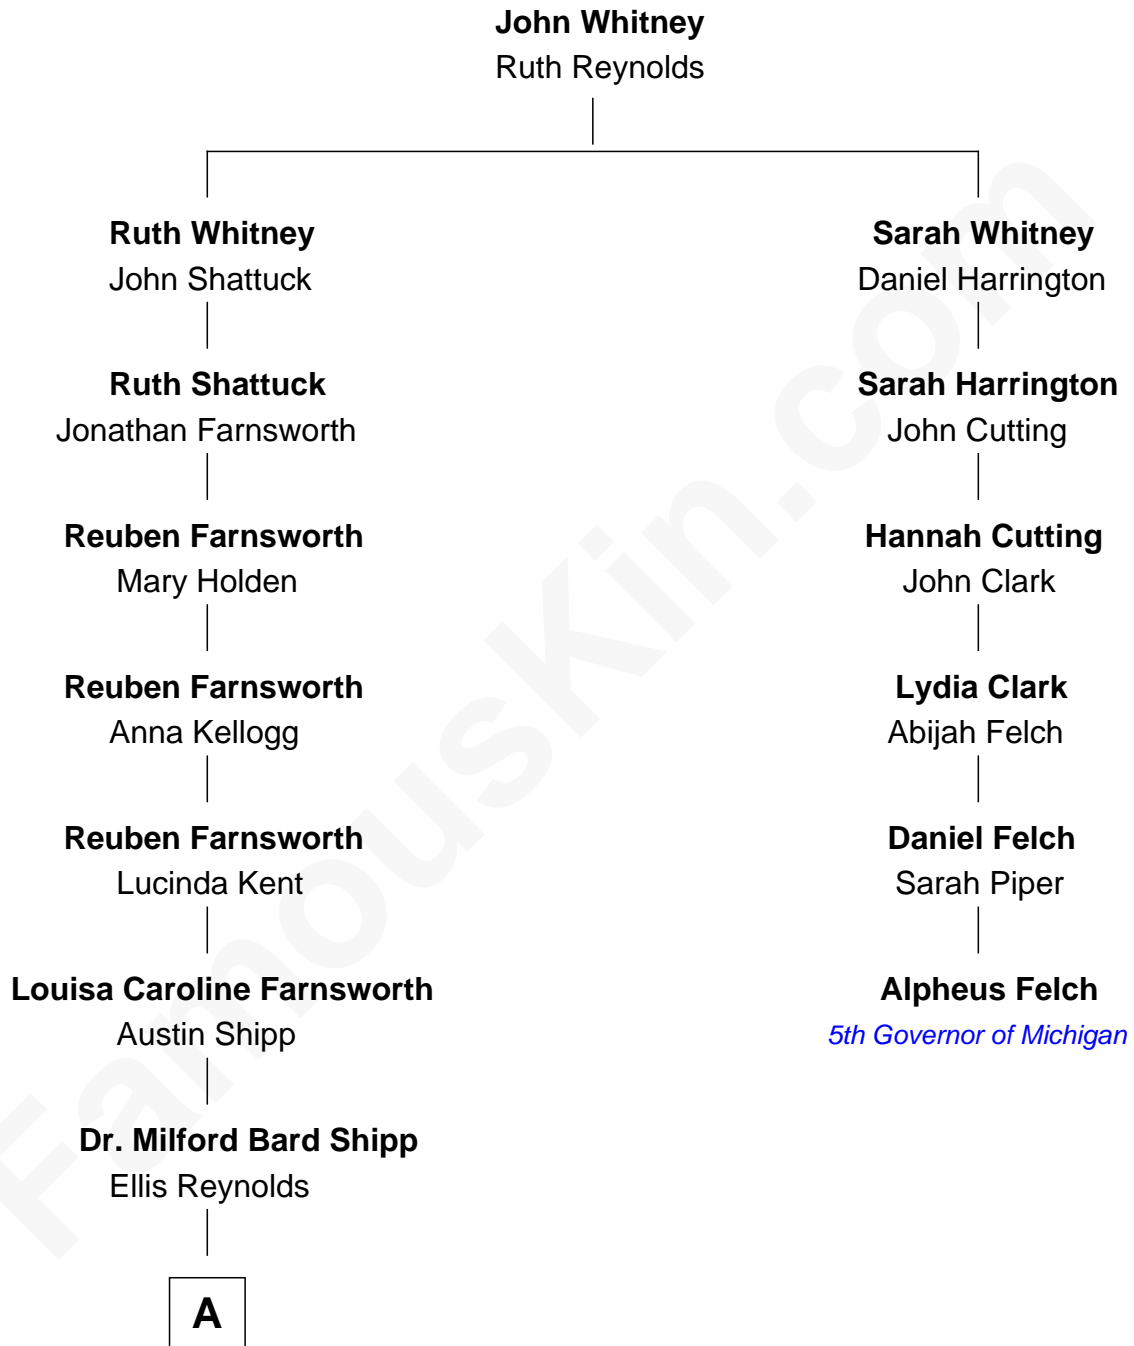 John Whitney
Ruth Reynolds
Ruth Whitney
John Shattuck
Sarah Whitney
Daniel Harrington
Ruth Shattuck
Jonathan Farnsworth
Sarah Harrington
John Cutting
Reuben Farnsworth
Mary Holden
Hannah Cutting
John Clark
Reuben Farnsworth
Anna Kellogg
Lydia Clark
Abijah Felch
Reuben Farnsworth
Lucinda Kent
Daniel Felch
Sarah Piper
Louisa Caroline Farnsworth
Austin Shipp
Alpheus Felch
5th Governor of Michigan
Dr. Milford Bard Shipp
Ellis Reynolds
A
FamousKin.com